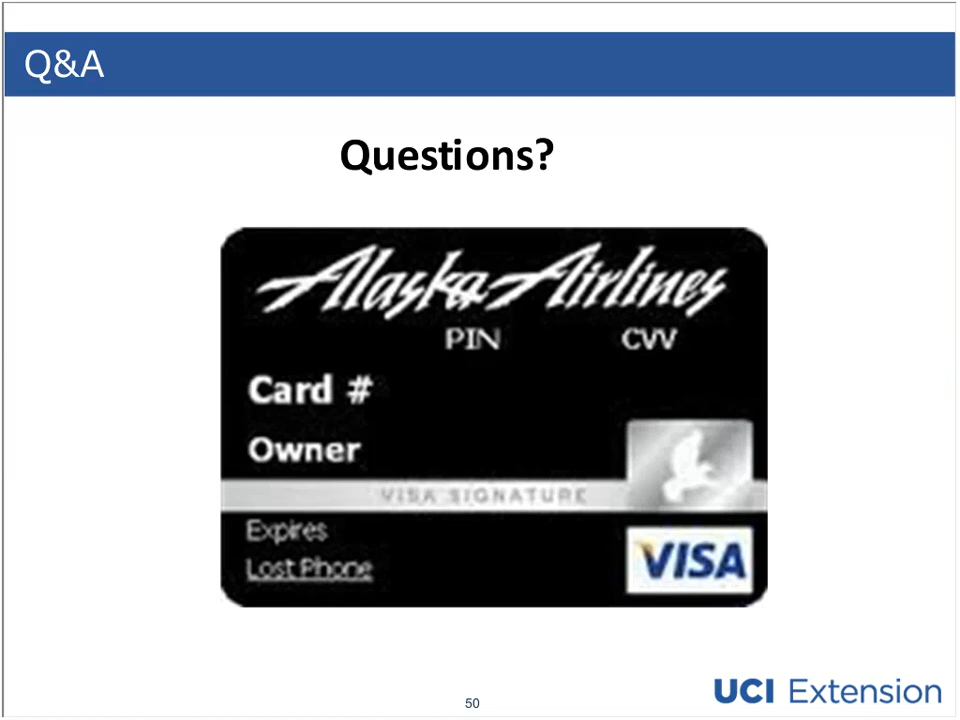 Q&A
Questions?
Alaska Airlines
PIN CVV
Card #
Owner
VISA SIGNATURE
Expires
Lost Phone
VISA
50
UCI Extension